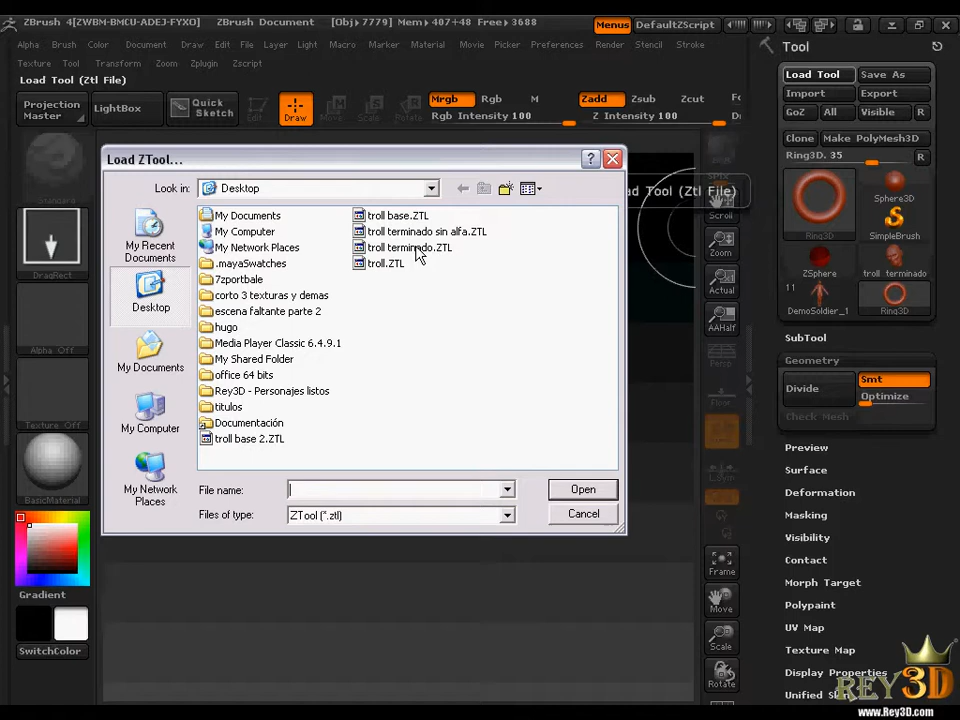 ZBrush 4[ZWBM-BMCU-ADEJ-FYXO] ZBrush Document [Obj▸7779] Mem▸407+48 Free▸3688 Menus DefaultZScript
Alpha Brush Color Document Draw Edit File Layer Light Macro Marker Material Movie Picker Preferences Render Stencil Stroke
Texture Tool Transform Zoom Zplugin Zscript
Load Tool (Ztl File)
Projection Master
LightBox
Quick Sketch
Edit
Draw
Move
Scale
Rotate
Mrgb Rgb M
Rgb Intensity 100
Zadd Zsub Zcut
Z Intensity 100
Standard
DragRect
Alpha Off
Texture Off
BasicMaterial
Gradient
SwitchColor
Load ZTool...
Look in: Desktop
My Recent Documents
Desktop
My Documents
My Computer
My Network Places
My Documents
My Computer
My Network Places
.mayaSwatches
7zportbale
corto 3 texturas y demas
escena faltante parte 2
hugo
Media Player Classic 6.4.9.1
My Shared Folder
office 64 bits
Rey3D - Personajes listos
titulos
Documentación
troll base 2.ZTL
troll base.ZTL
troll terminado sin alfa.ZTL
troll terminado.ZTL
troll.ZTL
File name:
Open
Files of type: ZTool (*.ztl)
Cancel
ad Tool (Ztl File)
Scroll
Zoom
Actual
AAHalf
Persp
Floor
Frame
Move
Scale
Rotate
Tool
Load Tool Save As
Import Export
GoZ All Visible R
Clone Make PolyMesh3D
Ring3D. 35 R
Ring3D
Sphere3D
SimpleBrush
ZSphere
troll terminado
11
DemoSoldier_1
Ring3D
SubTool
Geometry
Divide
Smt
Optimize
Check Mesh
Preview
Surface
Deformation
Masking
Visibility
Contact
Morph Target
Polypaint
UV Map
Texture Map
Display Properties
Unified Skin
REY3D
www.Rey3D.com